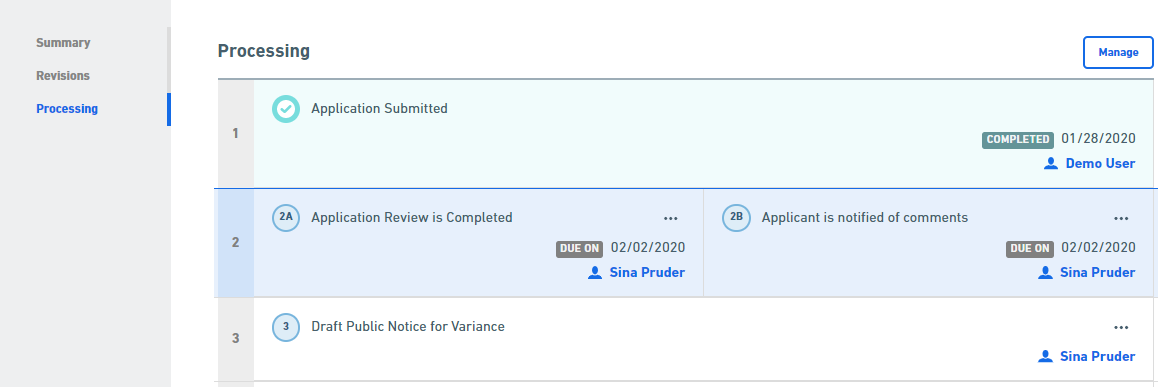 Summary
Revisions
Processing
Processing
Manage
1
Application Submitted
COMPLETED 01/28/2020
Demo User
2
2A Application Review is Completed ...
DUE ON 02/02/2020
Sina Pruder
2B Applicant is notified of comments ...
DUE ON 02/02/2020
Sina Pruder
3
3 Draft Public Notice for Variance ...
Sina Pruder